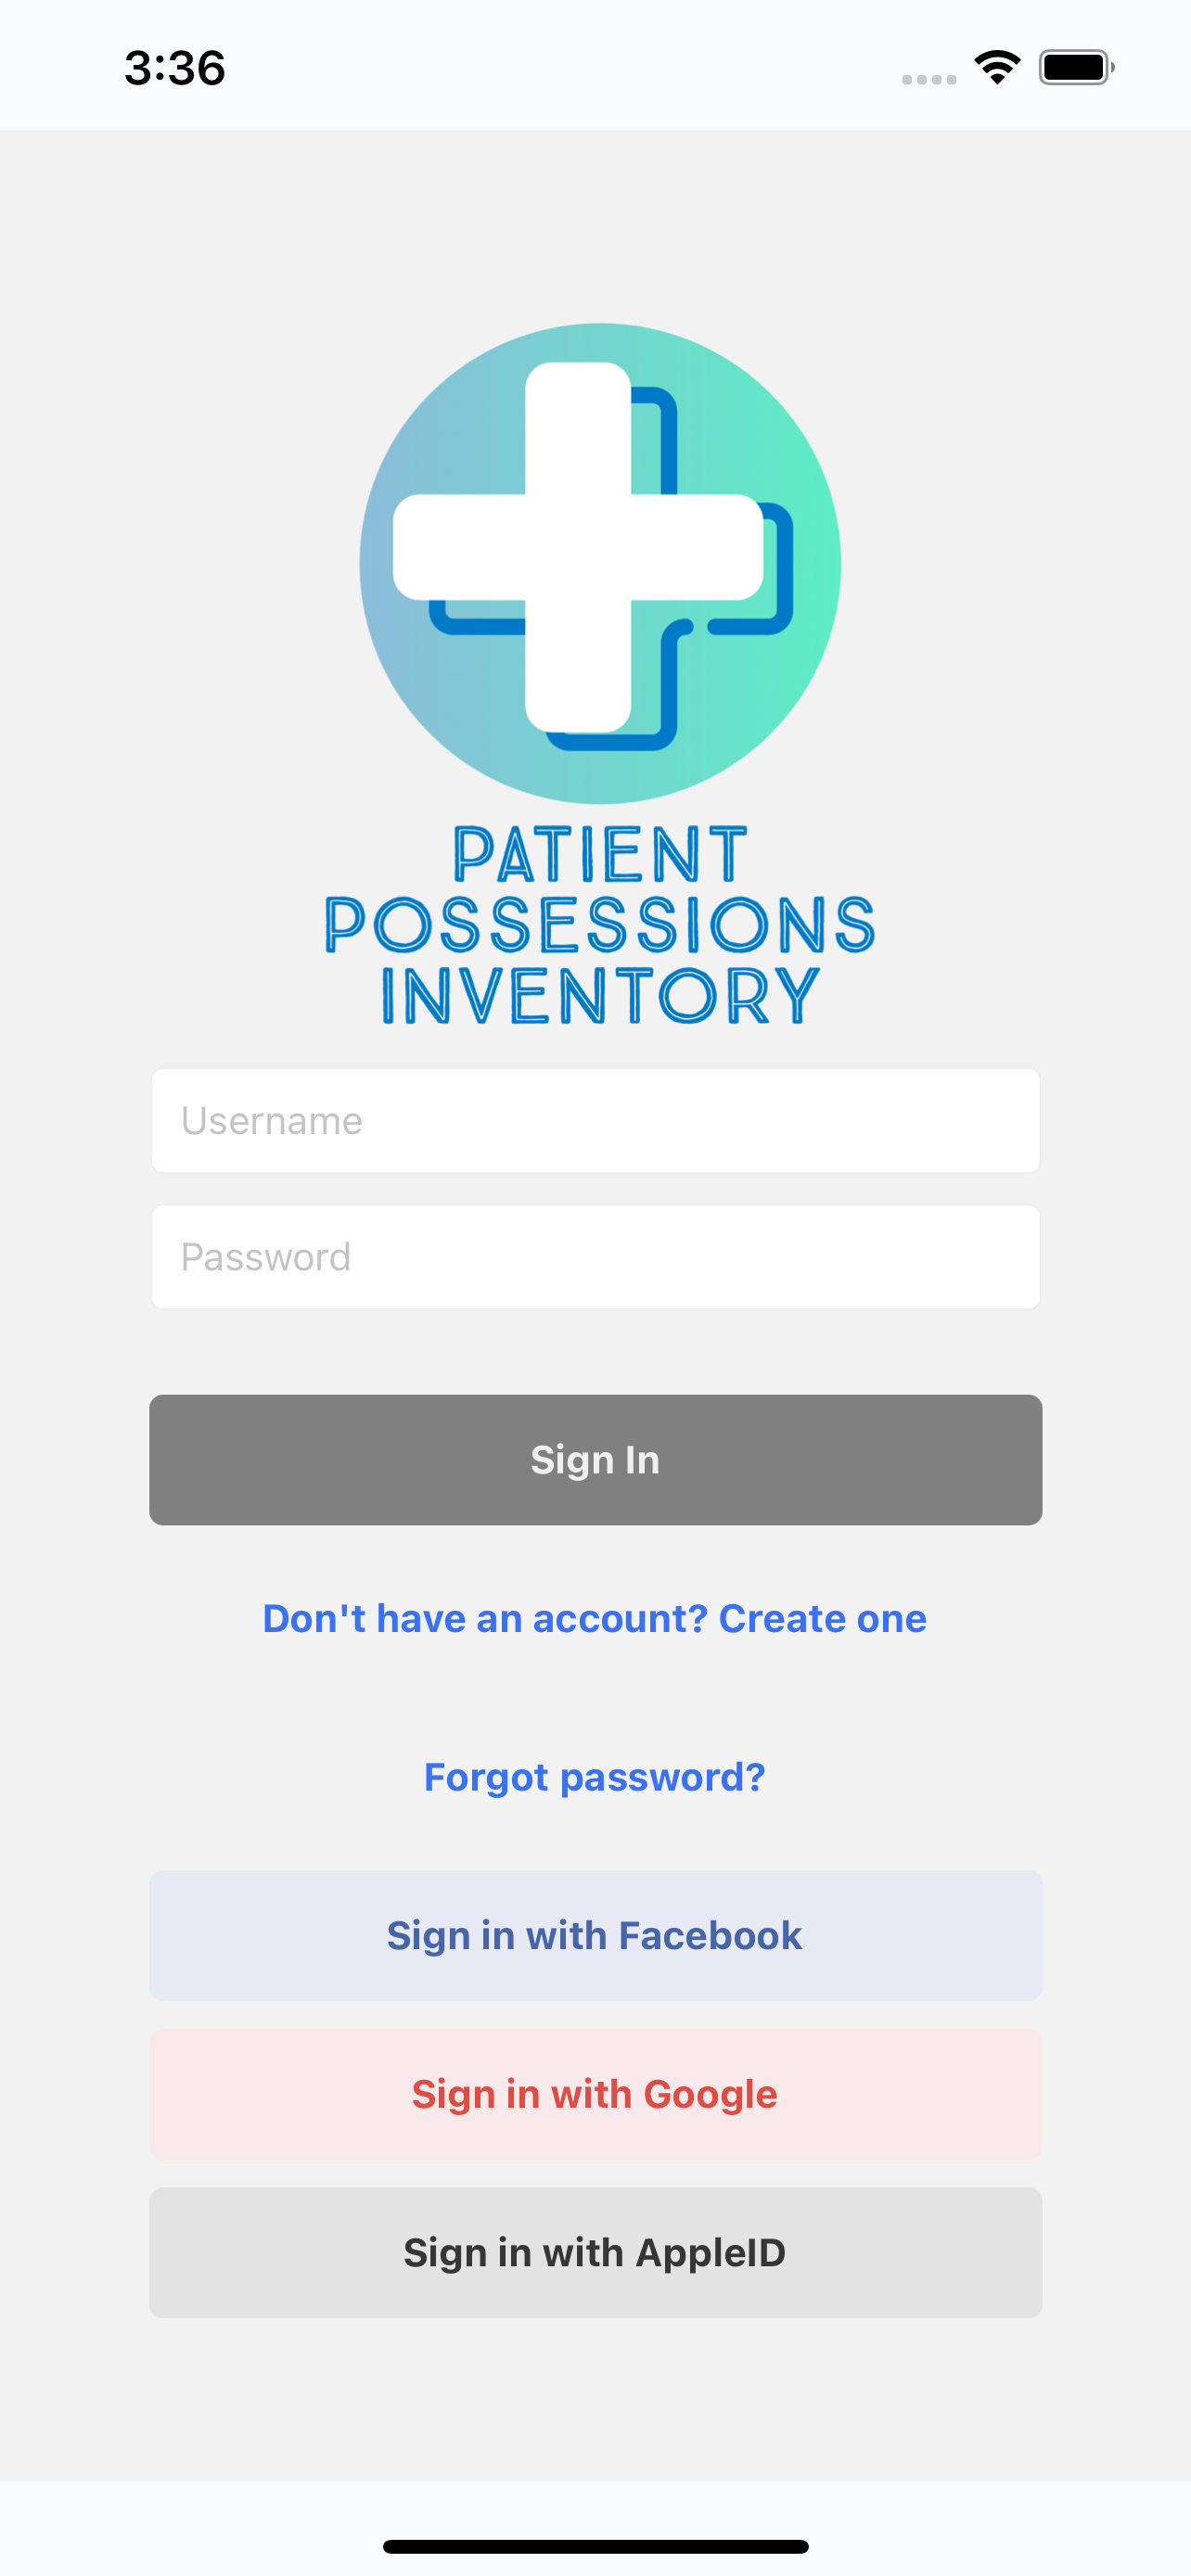 3:36
PATIENT
POSSESSIONS
INVENTORY
Username
Password
Sign In
Don't have an account? Create one
Forgot password?
Sign in with Facebook
Sign in with Google
Sign in with AppleID